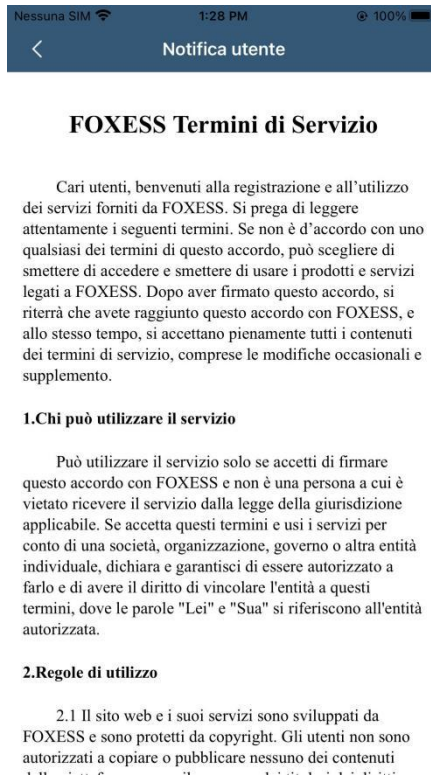 Nessuna SIM 1:28 PM 100%
Notifica utente
FOXESS Termini di Servizio
Cari utenti, benvenuti alla registrazione e all'utilizzo
dei servizi forniti da FOXESS. Si prega di leggere
attentamente i seguenti termini. Se non è d'accordo con uno
qualsiasi dei termini di questo accordo, può scegliere di
smettere di accedere e smettere di usare i prodotti e servizi
legati a FOXESS. Dopo aver firmato questo accordo, si
riterrà che avete raggiunto questo accordo con FOXESS, e
allo stesso tempo, si accettano pienamente tutti i contenuti
dei termini di servizio, comprese le modifiche occasionali e
supplemento.
1.Chi può utilizzare il servizio
Può utilizzare il servizio solo se accetti di firmare
questo accordo con FOXESS e non è una persona a cui è
vietato ricevere il servizio dalla legge della giurisdizione
applicabile. Se accetta questi termini e usi i servizi per
conto di una società, organizzazione, governo o altra entità
individuale, dichiara e garantisci di essere autorizzato a
farlo e di avere il diritto di vincolare l'entità a questi
termini, dove le parole "Lei" e "Sua" si riferiscono all'entità
autorizzata.
2.Regole di utilizzo
2.1 Il sito web e i suoi servizi sono sviluppati da
FOXESS e sono protetti da copyright. Gli utenti non sono
autorizzati a copiare o pubblicare nessuno dei contenuti